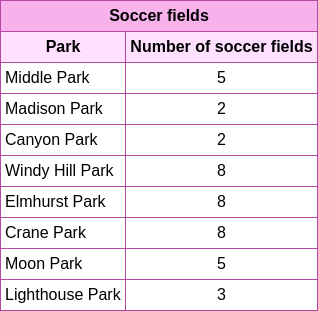 Soccer fields
Park Number of soccer fields
Middle Park 5
Madison Park 2
Canyon Park 2
Windy Hill Park 8
Elmhurst Park 8
Crane Park 8
Moon Park 5
Lighthouse Park 3